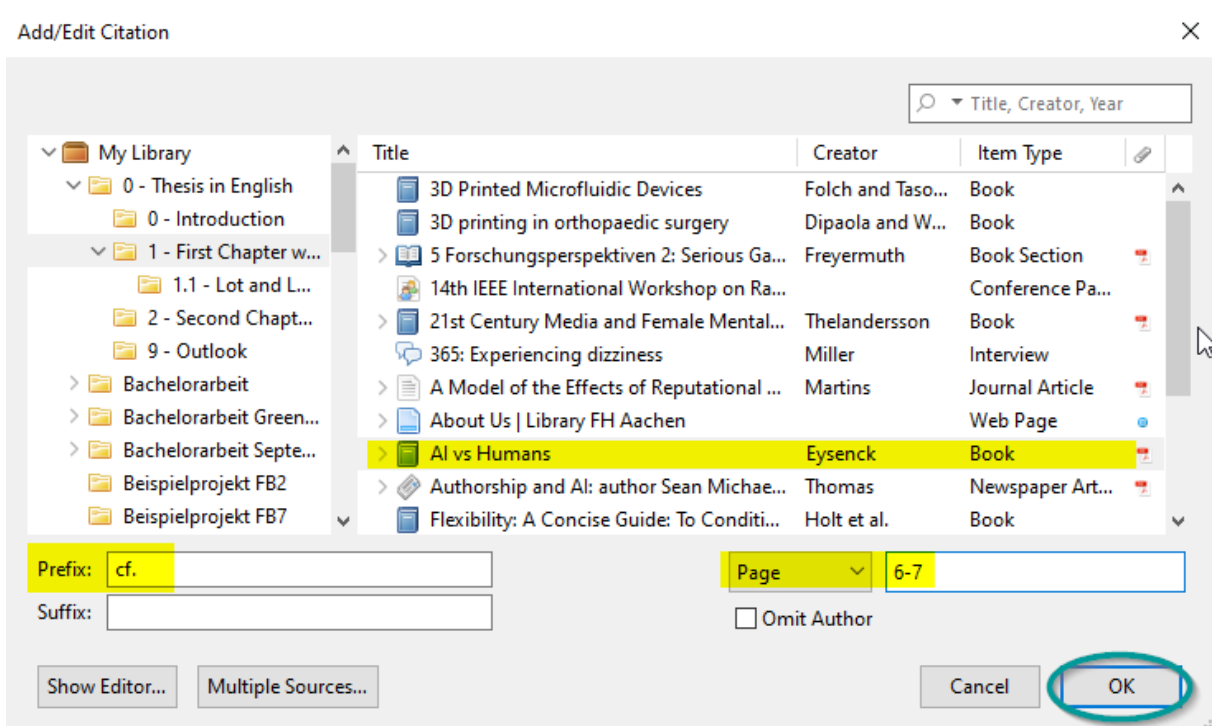 Add/Edit Citation
Title, Creator, Year
My Library
0 - Thesis in English
0 - Introduction
1 - First Chapter w...
1.1 - Lot and L...
2 - Second Chapt...
9 - Outlook
Bachelorarbeit
Bachelorarbeit Green...
Bachelorarbeit Septe...
Beispielprojekt FB2
Beispielprojekt FB7
Title Creator Item Type
3D Printed Microfluidic Devices Folch and Taso... Book
3D printing in orthopaedic surgery Dipaola and W... Book
5 Forschungsperspektiven 2: Serious Ga... Freyermuth Book Section
14th IEEE International Workshop on Ra... Conference Pa...
21st Century Media and Female Mental... Thelandersson Book
365: Experiencing dizziness Miller Interview
A Model of the Effects of Reputational ... Martins Journal Article
About Us | Library FH Aachen Web Page
AI vs Humans Eysenck Book
Authorship and AI: author Sean Michae... Thomas Newspaper Art...
Flexibility: A Concise Guide: To Conditi... Holt et al. Book
Prefix: cf.
Page 6-7
Suffix:
Omit Author
Show Editor... Multiple Sources... Cancel OK